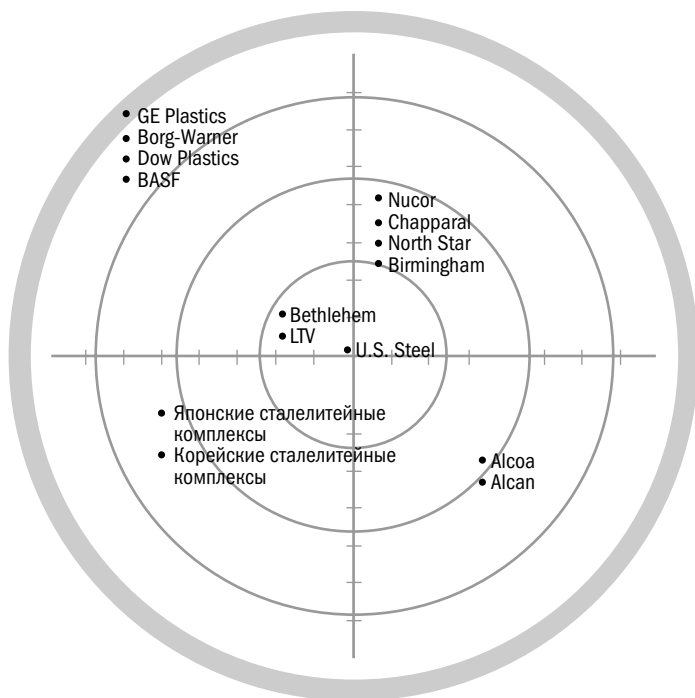 GE Plastics
Borg-Warner
Dow Plastics
BASF
Nucor
Chapparal
North Star
Birmingham
Bethlehem
LTV
U.S. Steel
Японские сталелитейные
комплексы
Корейские сталелитейные
комплексы
Alcoa
Alcan